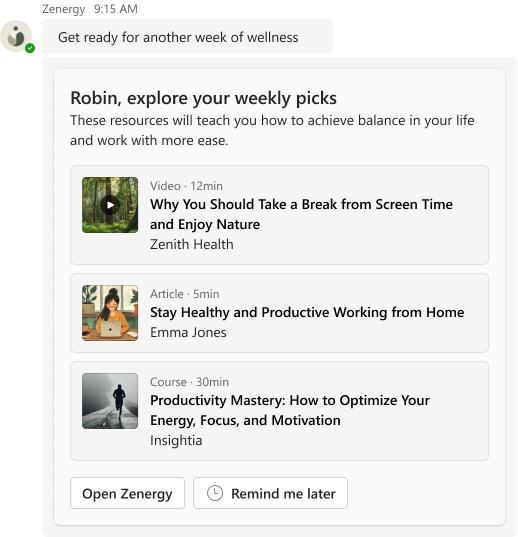 Zenergy 9:15 AM
Get ready for another week of wellness
Robin, explore your weekly picks
These resources will teach you how to achieve balance in your life
and work with more ease.
Video · 12min
Why You Should Take a Break from Screen Time
and Enjoy Nature
Zenith Health
Article · 5min
Stay Healthy and Productive Working from Home
Emma Jones
Course · 30min
Productivity Mastery: How to Optimize Your
Energy, Focus, and Motivation
Insightia
Open Zenergy
Remind me later